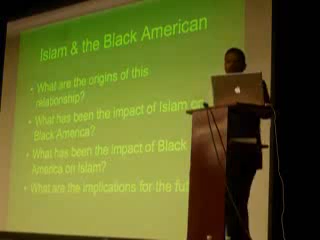 Islam & the Black American
• What are the origins of this
relationship?
• What has been the impact of Islam on
Black America?
• What has been the impact of Black
America on Islam?
• What are the implications for the fut